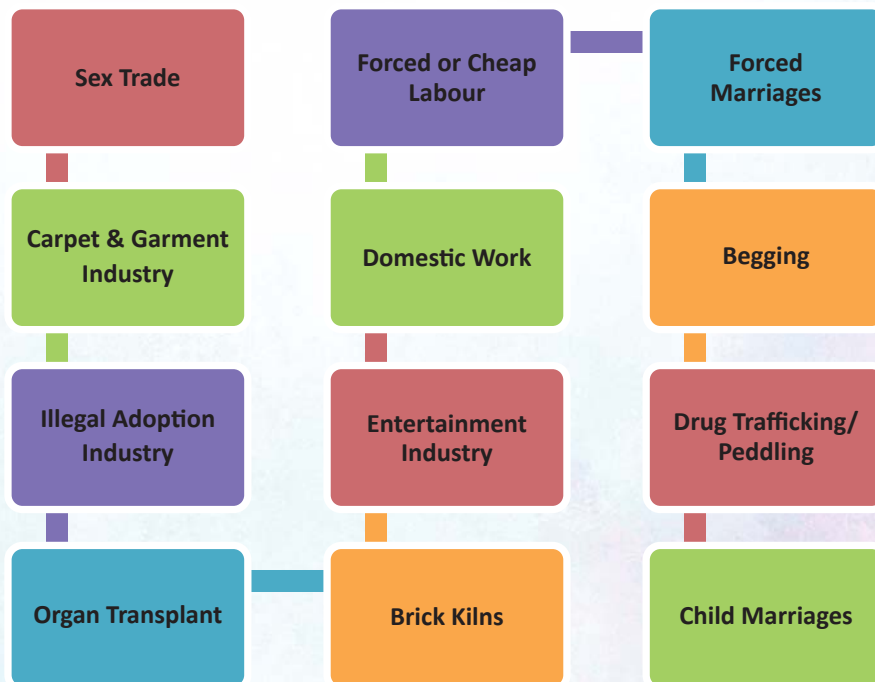 Sex Trade
Carpet & Garment
Industry
Illegal Adoption
Industry
Organ Transplant
Brick Kilns
Entertainment
Industry
Domestic Work
Forced or Cheap
Labour
Forced
Marriages
Begging
Drug Trafficking/
Peddling
Child Marriages